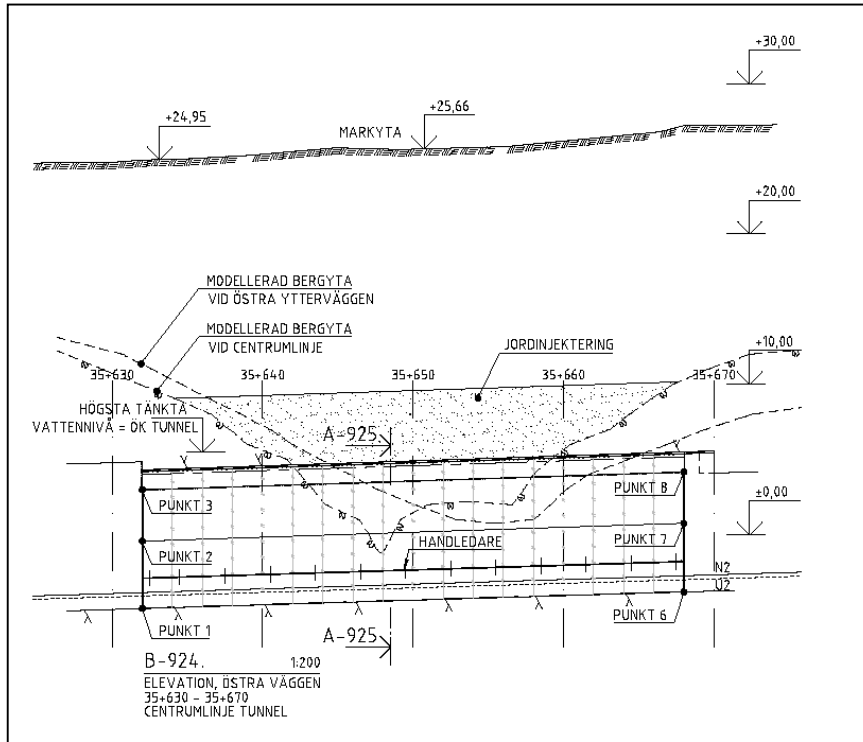 +30,00
+25,66
+24,95
MARKYTA
+20,00
MODELLERAD BERGYTA
VID ÖSTRA YTTERVÄGGEN
MODELLERAD BERGYTA
VID CENTRUMLINJE
JORDINJEKTERING
+10,00
35+630
35+640
35+650
35+660
35+670
HÖGSTA TÄNKTA
VATTENNIVÅ = ÖK TUNNEL
A-925
PUNKT 8
PUNKT 3
±0,00
PUNKT 7
PUNKT 2
HANDLEDARE
N2
U2
PUNKT 6
PUNKT 1
A-925
B-924.
1:200
ELEVATION, ÖSTRA VÄGGEN
35+630 - 35+670
CENTRUMLINJE TUNNEL